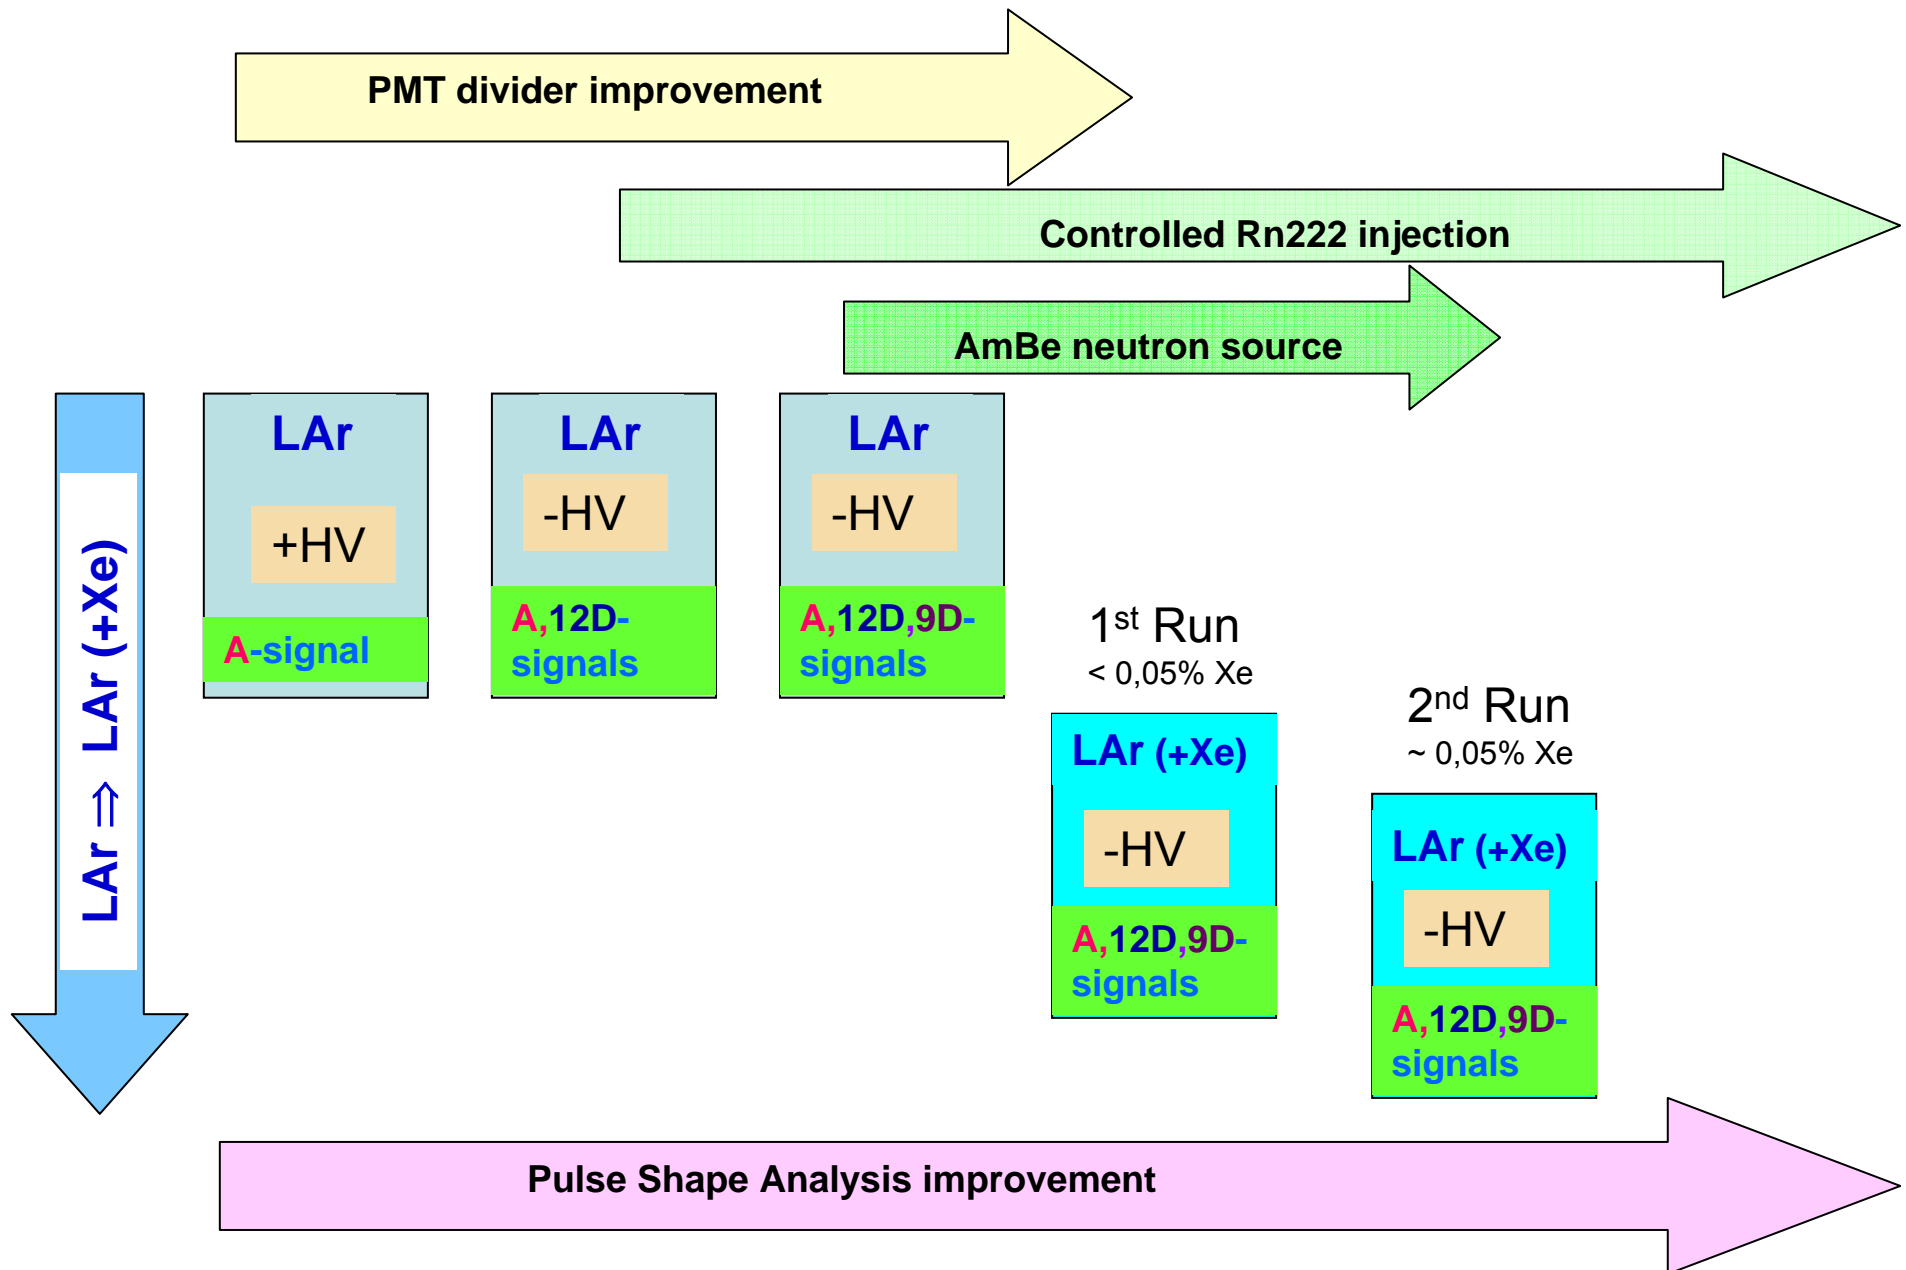 PMT divider improvement
Controlled Rn222 injection
AmBe neutron source
LAr ⇒ LAr (+Xe)
LAr
+HV
A-signal
LAr
-HV
A,12D-
signals
LAr
-HV
A,12D,9D-
signals
1st Run
< 0,05% Xe
LAr (+Xe)
-HV
A,12D,9D-
signals
2nd Run
~ 0,05% Xe
LAr (+Xe)
-HV
A,12D,9D-
signals
Pulse Shape Analysis improvement